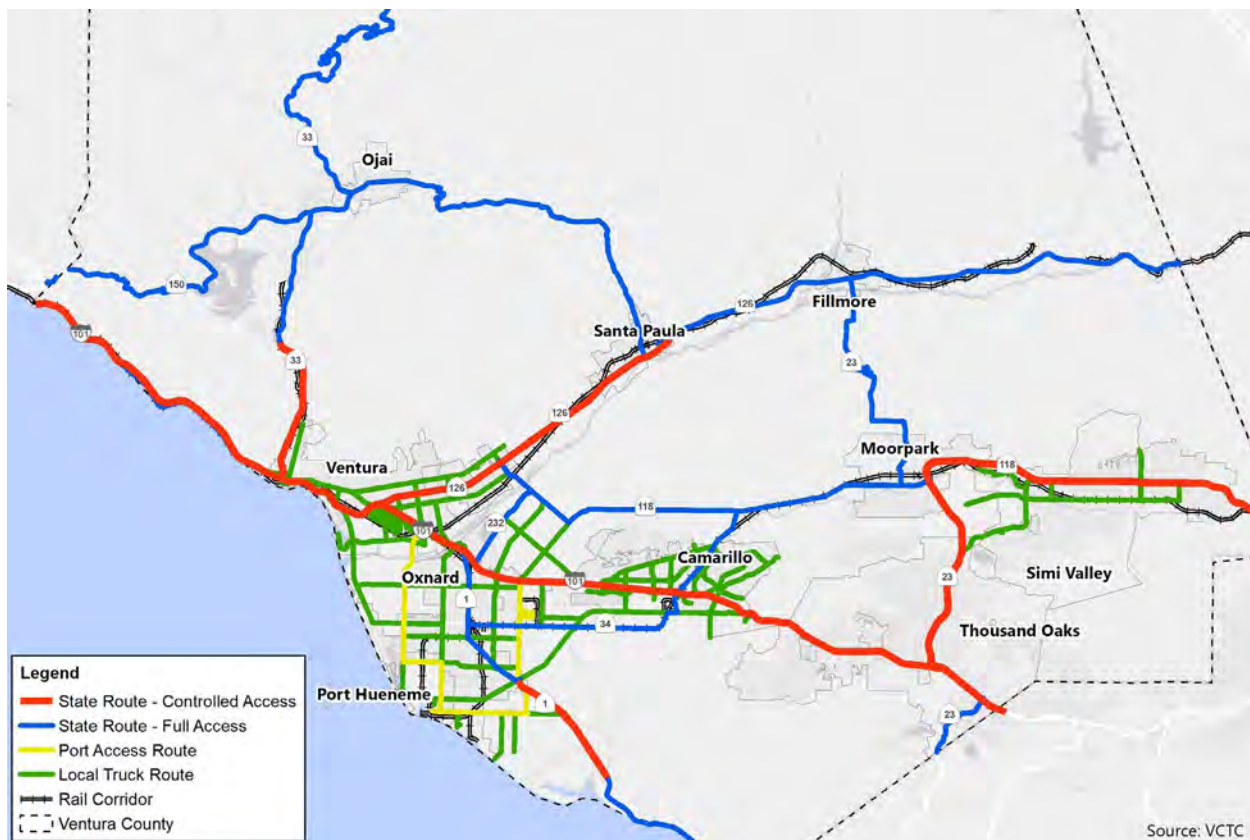 33
Ojai
150
101
33
126
Fillmore
126
Santa Paula
23
126
Moorpark
118
Ventura
126
232
118
101
Camarillo
Oxnard
101
1
34
23
Simi Valley
Thousand Oaks
Port Hueneme
1
23
Legend
State Route - Controlled Access
State Route - Full Access
Port Access Route
Local Truck Route
Rail Corridor
Ventura County
Source: VCTC